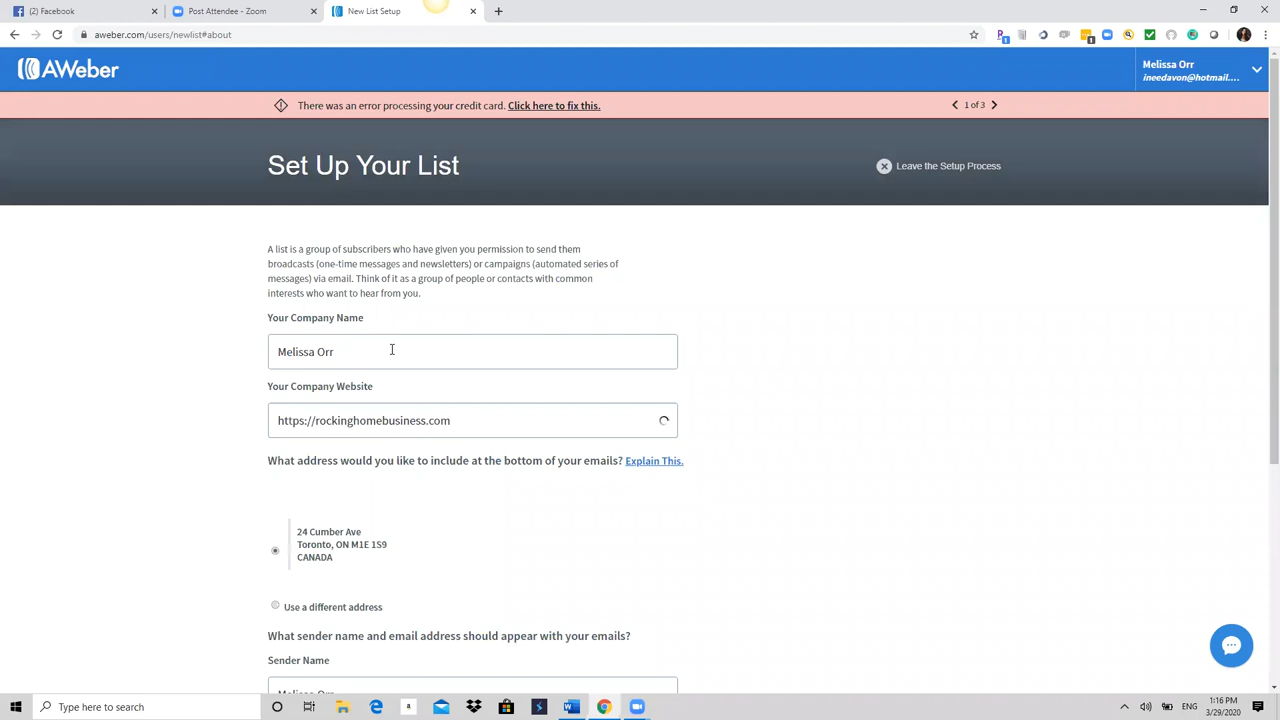 (2) Facebook
Post Attendee - Zoom
New List Setup
aweber.com/users/newlist#about
AWeber
Melissa Orr
ineedavon@hotmail....
There was an error processing your credit card. Click here to fix this.
1 of 3
Set Up Your List
Leave the Setup Process
A list is a group of subscribers who have given you permission to send them
broadcasts (one-time messages and newsletters) or campaigns (automated series of
messages) via email. Think of it as a group of people or contacts with common
interests who want to hear from you.
Your Company Name
Melissa Orr
Your Company Website
https://rockinghomebusiness.com
What address would you like to include at the bottom of your emails? Explain This.
24 Cumber Ave
Toronto, ON M1E 1S9
CANADA
Use a different address
What sender name and email address should appear with your emails?
Sender Name
Melissa Orr
Type here to search
ENG
1:16 PM
3/29/2020